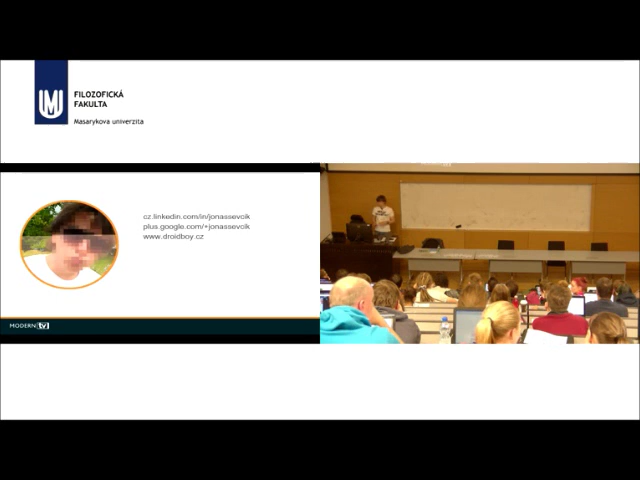 FILOZOFICKÁ
FAKULTA
Masarykova univerzita
cz.linkedin.com/in/jonassevcik
plus.google.com/+jonassevcik
www.droidboy.cz
MODERN tv